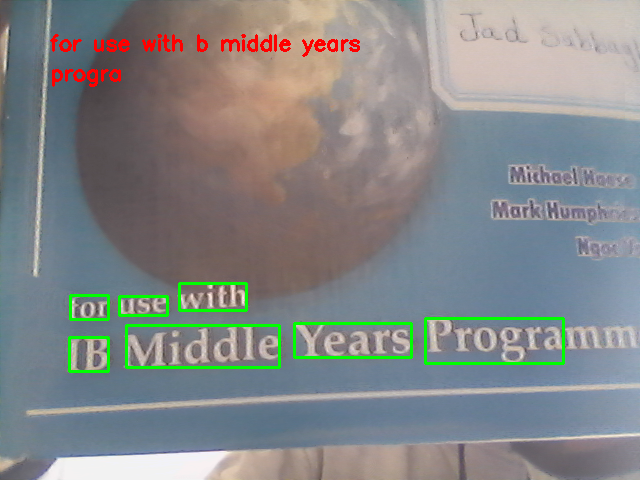 for use with b middle years
progra
Jad Sabbagh
Michael Haese
Mark Humphries
Ngoc
for use with
IB Middle Years Programm